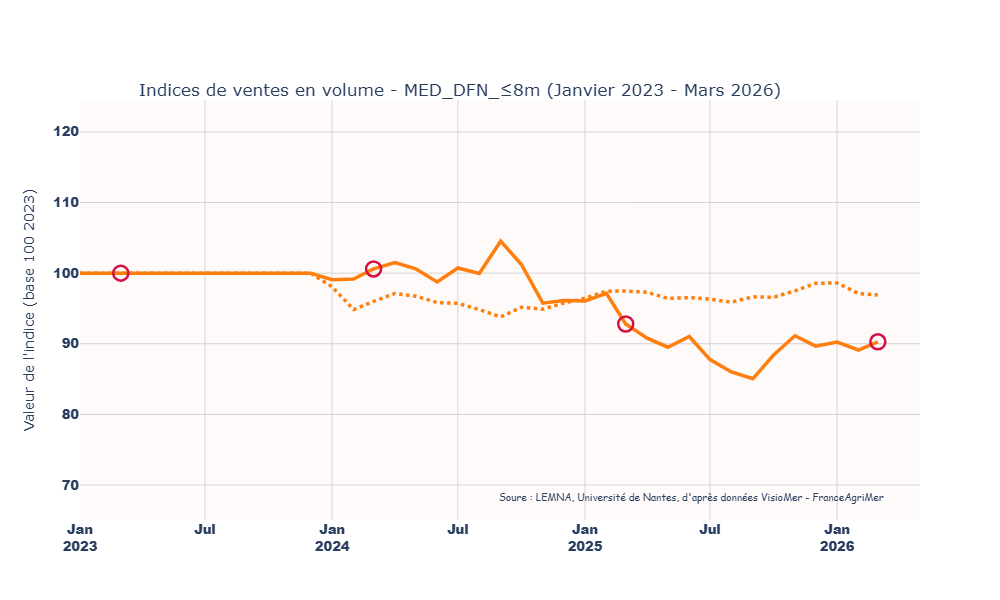 Indices de ventes en volume - MED_DFN_≤8m (Janvier 2023 - Mars 2026)
Valeur de l'indice (base 100 2023)
120
110
100
90
80
70
Soure : LEMNA, Université de Nantes, d'après données VisioMer - FranceAgriMer
Jan Jul Jan Jul Jan Jul Jan
2023 2024 2025 2026